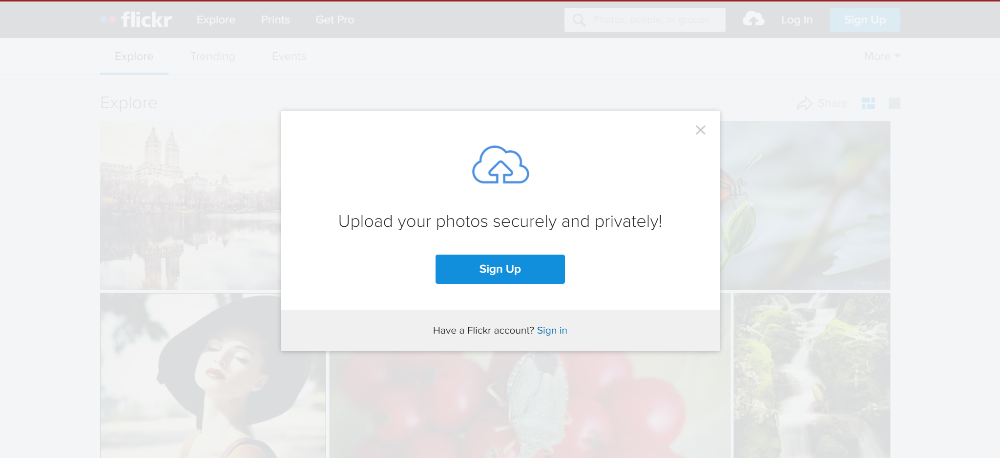 flickr
Explore
Prints
Get Pro
Photos, people, or groups
Log In
Sign Up
Explore
Trending
Events
More
Explore
Share
Upload your photos securely and privately!
Sign Up
Have a Flickr account? Sign in